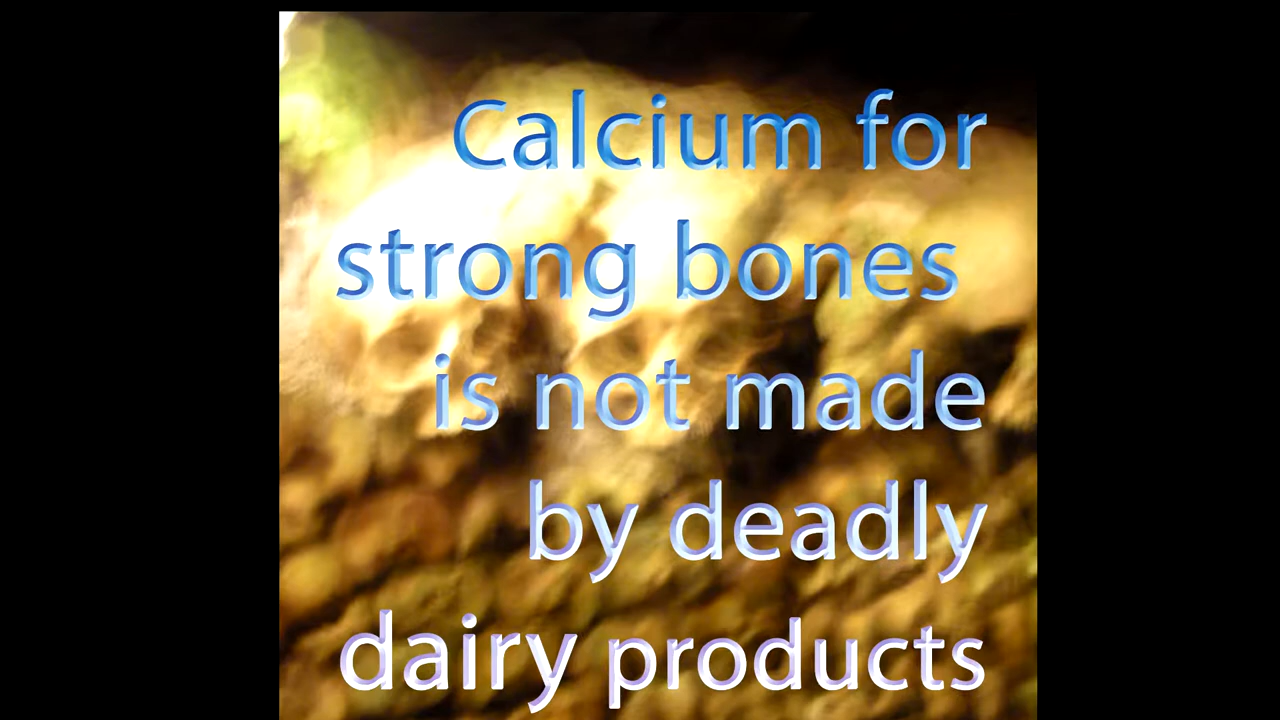 Calcium for
strong bones
is not made
by deadly
dairy products